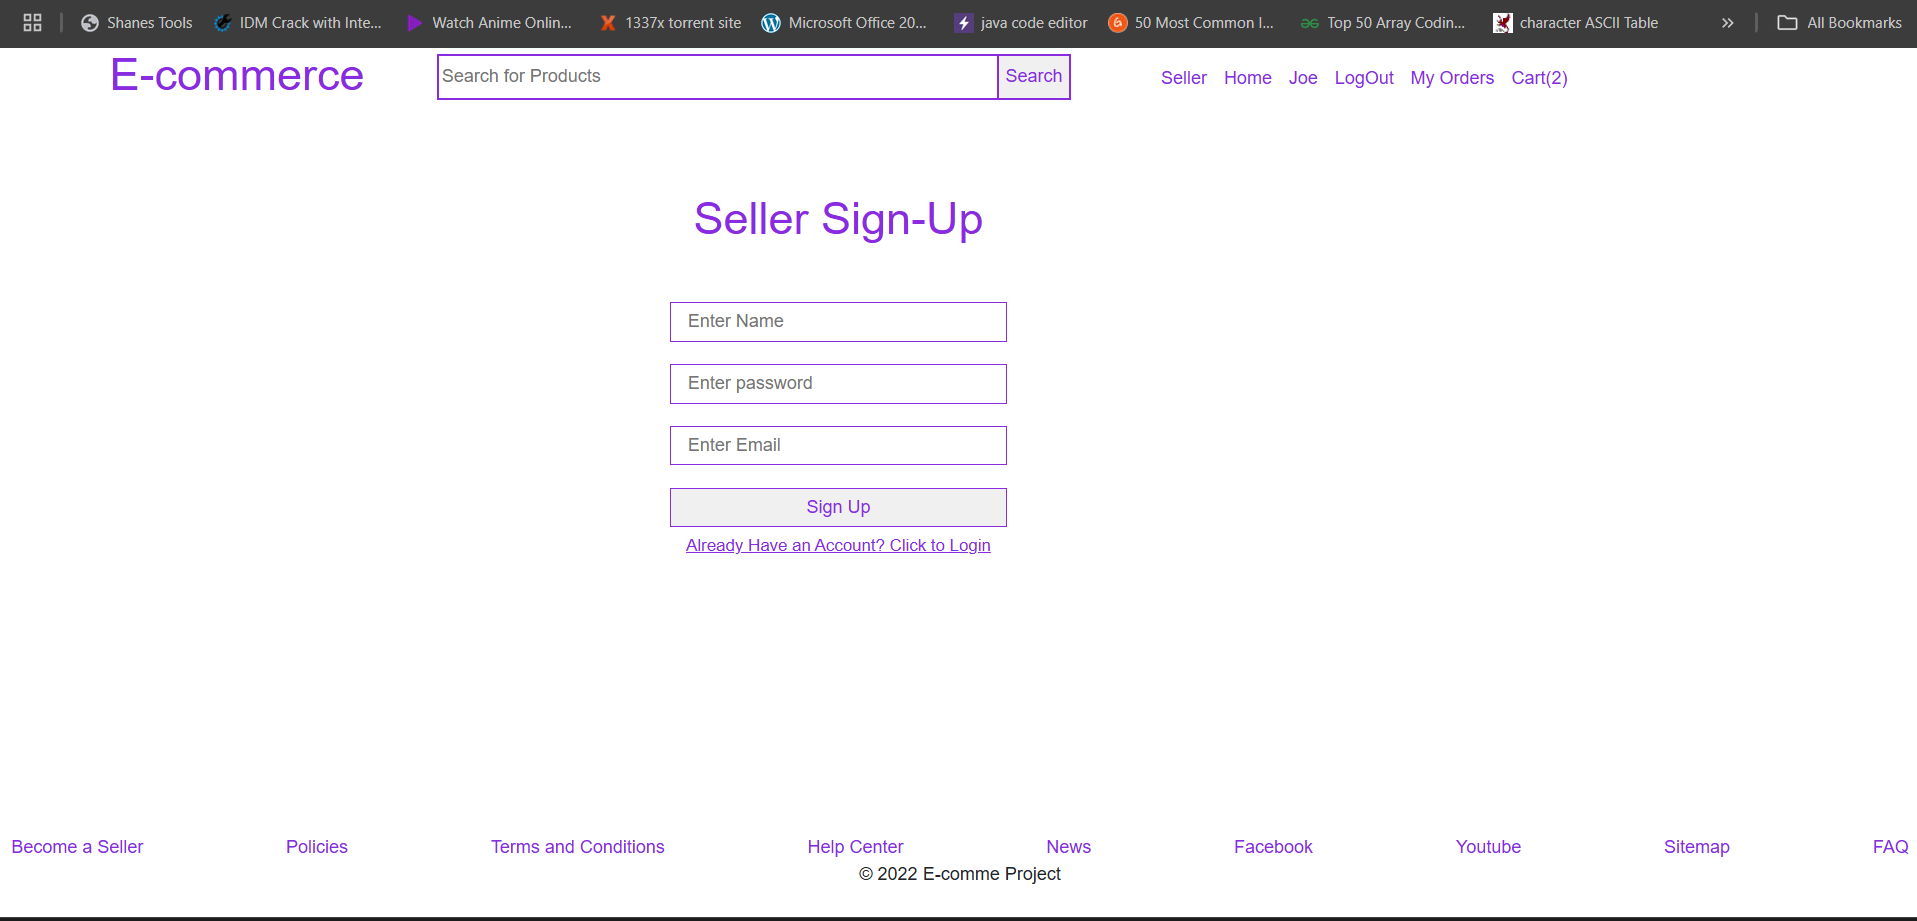 Shanes Tools IDM Crack with Inte... Watch Anime Onlin... 1337x torrent site Microsoft Office 20... java code editor 50 Most Common I... Top 50 Array Codin... character ASCII Table » All Bookmarks
E-commerce Search for Products Search Seller Home Joe LogOut My Orders Cart(2)
Seller Sign-Up
Enter Name
Enter password
Enter Email
Sign Up
Already Have an Account? Click to Login
Become a Seller Policies Terms and Conditions Help Center News Facebook Youtube Sitemap FAQ
© 2022 E-comme Project